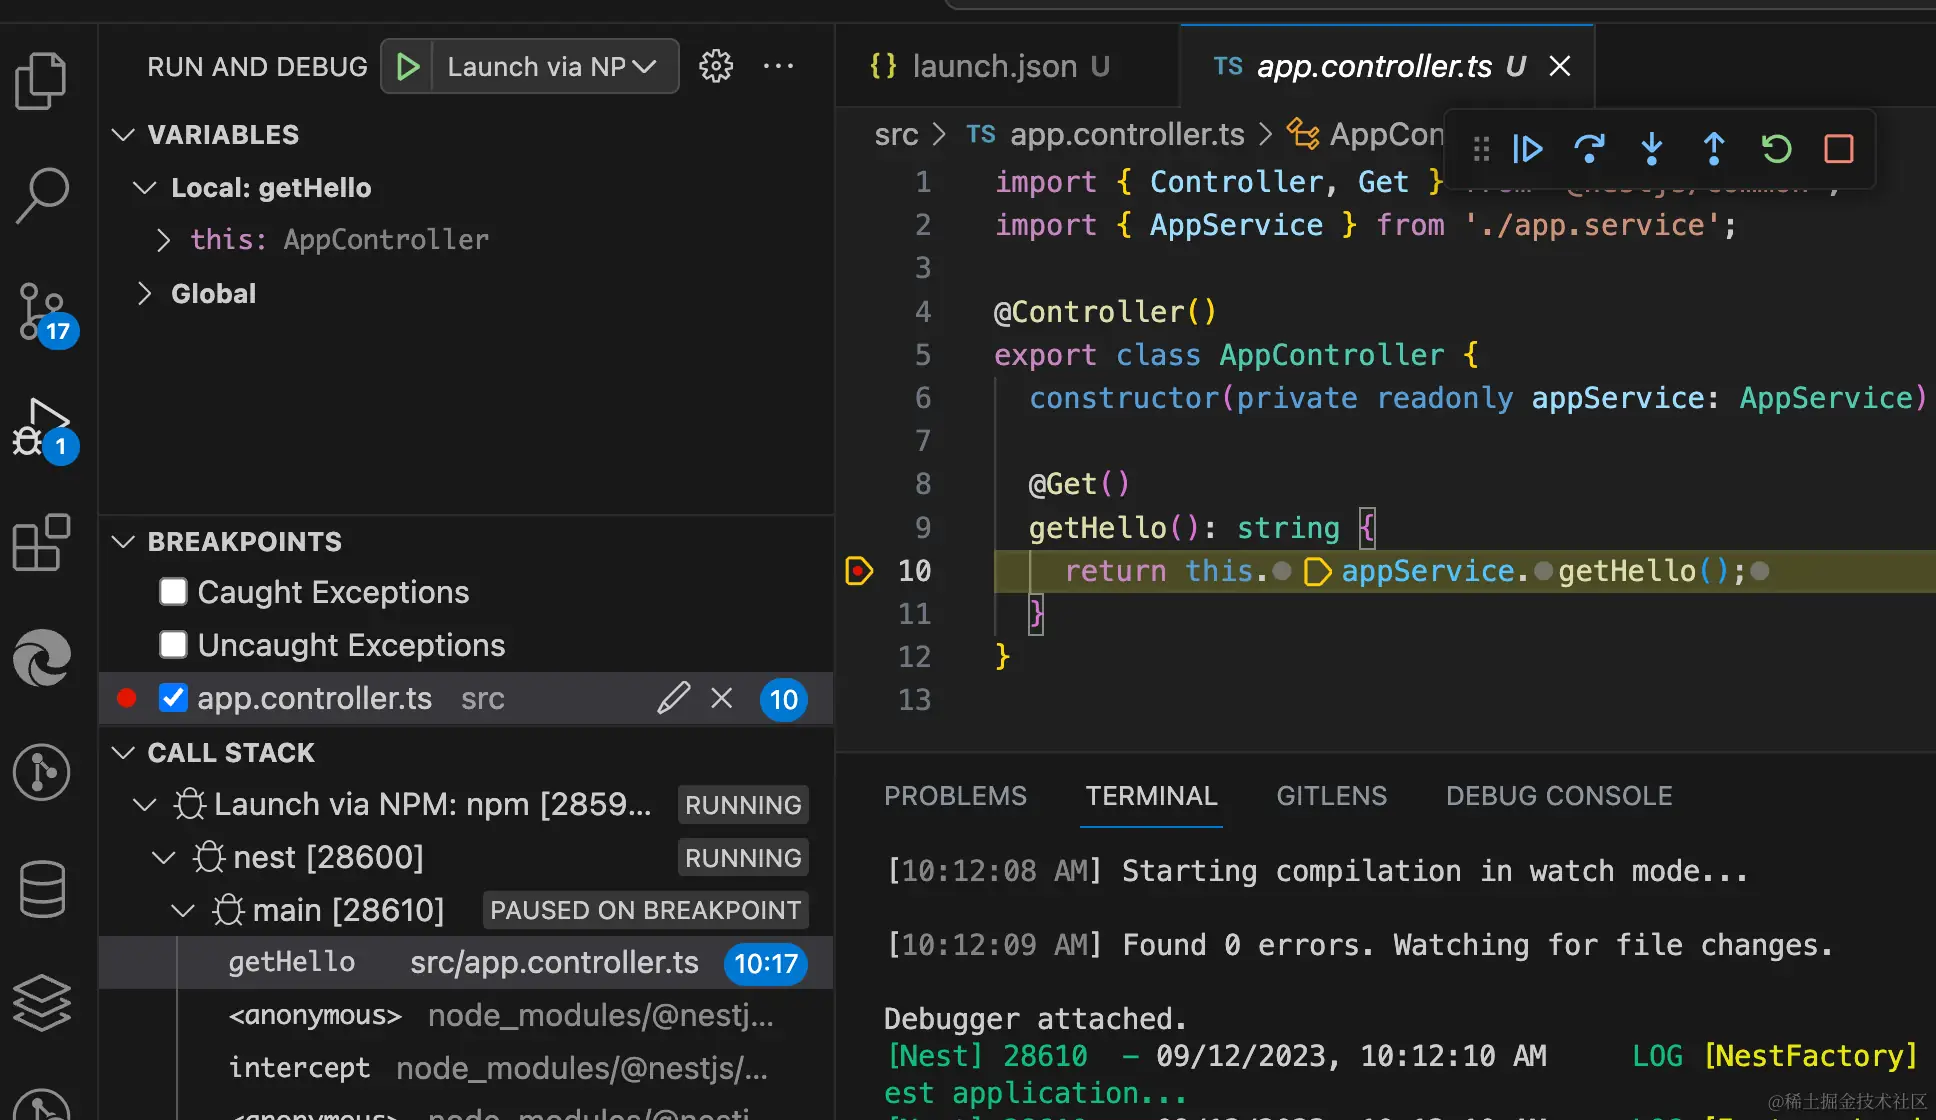 RUN AND DEBUG
Launch via NP
VARIABLES
Local: getHello
this: AppController
Global
17
1
BREAKPOINTS
Caught Exceptions
Uncaught Exceptions
app.controller.ts src 10
CALL STACK
Launch via NPM: npm [2859... RUNNING
nest [28600] RUNNING
main [28610] PAUSED ON BREAKPOINT
getHello src/app.controller.ts 10:17
<anonymous> node_modules/@nestj...
intercept node_modules/@nestjs/...
<anonymous> node_modules/@nestj
{} launch.json U
TS app.controller.ts U
src > TS app.controller.ts > AppCon
1 import { Controller, Get } from '@nestjs/common';
2 import { AppService } from './app.service';
3
4 @Controller()
5 export class AppController {
6 constructor(private readonly appService: AppService)
7
8 @Get()
9 getHello(): string {
10 return this.appService.getHello();
11 }
12 }
13
PROBLEMS TERMINAL GITLENS DEBUG CONSOLE
[10:12:08 AM] Starting compilation in watch mode...
[10:12:09 AM] Found 0 errors. Watching for file changes.
Debugger attached.
[Nest] 28610 - 09/12/2023, 10:12:10 AM LOG [NestFactory]
est application...
@稀土掘金技术社区